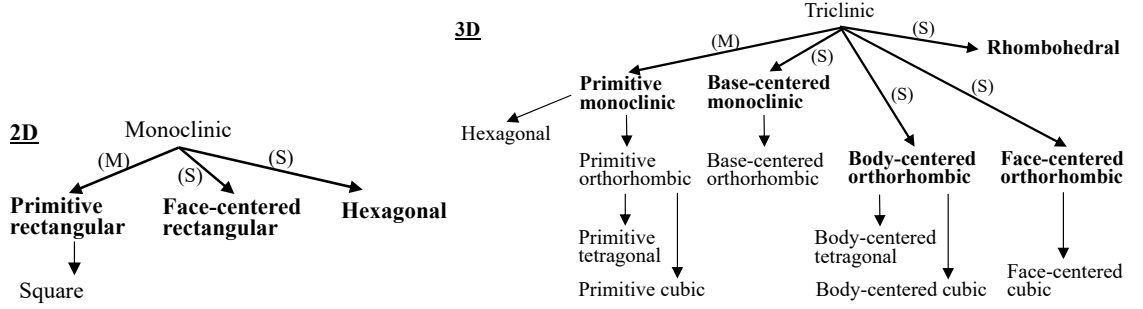 2D
Monoclinic
(M)
(S)
(S)
Primitive
rectangular
Face-centered
rectangular
Hexagonal
Square
3D
Triclinic
(M)
(S)
(S)
(S)
(S)
Rhombohedral
Primitive
monoclinic
Base-centered
monoclinic
Hexagonal
Primitive
orthorhombic
Base-centered
orthorhombic
Body-centered
orthorhombic
Face-centered
orthorhombic
Primitive
tetragonal
Body-centered
tetragonal
Primitive cubic
Body-centered cubic
Face-centered
cubic